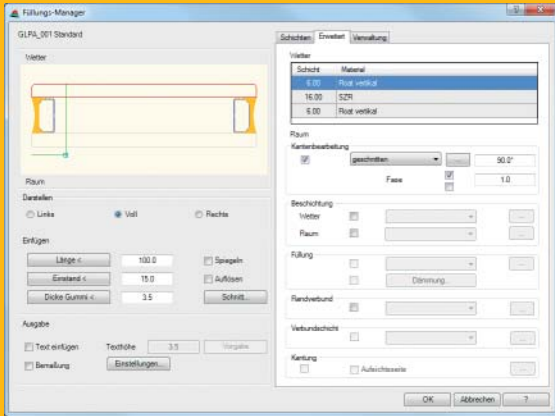 Füllungs-Manager
GLPA_001 Standard
Wetter
Raum
Darstellen
Links
Voll
Rechts
Einfügen
Länge <
100.0
Spiegeln
Einstand <
15.0
Auflösen
Dicke Gummi <
3.5
Schnitt...
Ausgabe
Text einfügen
Texthöhe
3.5
Vorgabe
Bemaßung
Einstellungen...
Schichten
Erweitert
Verwaltung
Wetter
Schicht
Material
6.00
Float vertikal
16.00
SZR
6.00
Float vertikal
Raum
Kantenbearbeitung
geschnitten
...
90.0°
Fase
1.0
Beschichtung
Wetter
...
Raum
...
Füllung
...
Dämmung...
Randverbund
...
Verbundschicht
...
Kantung
Aufsichtsseite
...
OK
Abbrechen
?